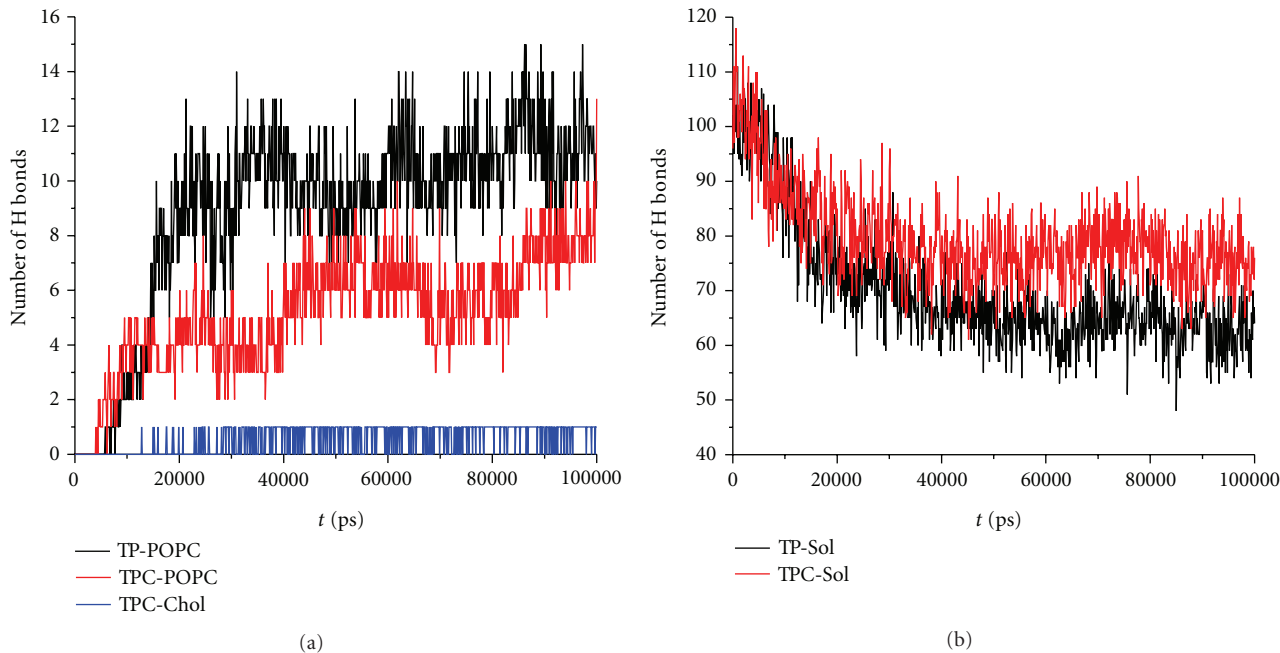 16
14
12
10
8
6
4
2
0
Number of H bonds
0
20000
40000
60000
80000
100000
t (ps)
TP-POPC
TPC-POPC
TPC-Chol
(a)
120
110
100
90
80
70
60
50
40
Number of H bonds
0
20000
40000
60000
80000
100000
t (ps)
TP-Sol
TPC-Sol
(b)